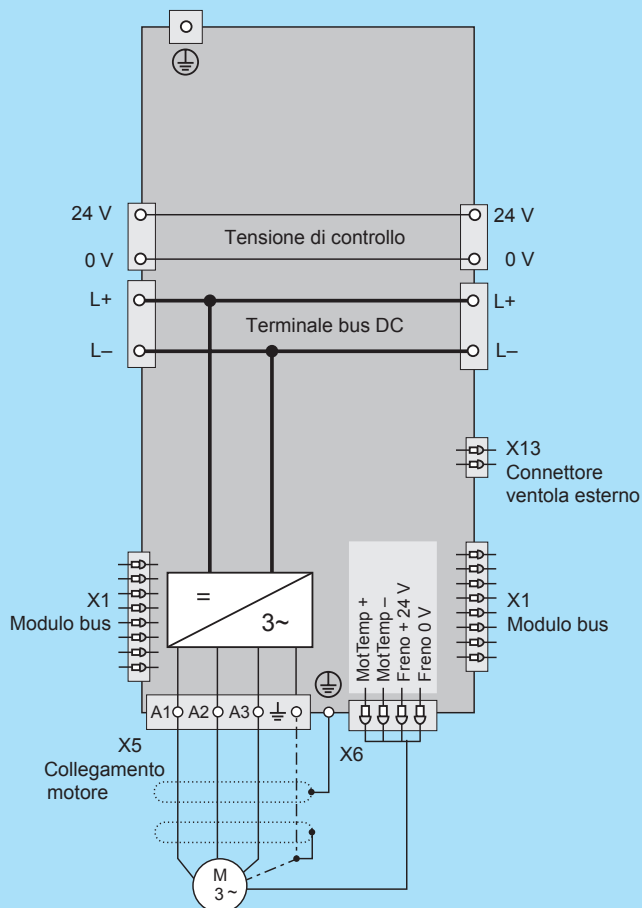 24 V
24 V
Tensione di controllo
0 V
0 V
L+
L+
Terminale bus DC
L–
L–
X13
Connettore
ventola esterno
X1
Modulo bus
=
3~
MotTemp +
MotTemp –
Freno + 24 V
Freno 0 V
X1
Modulo bus
A1
A2
A3
X5
Collegamento
motore
X6
M
3 ~